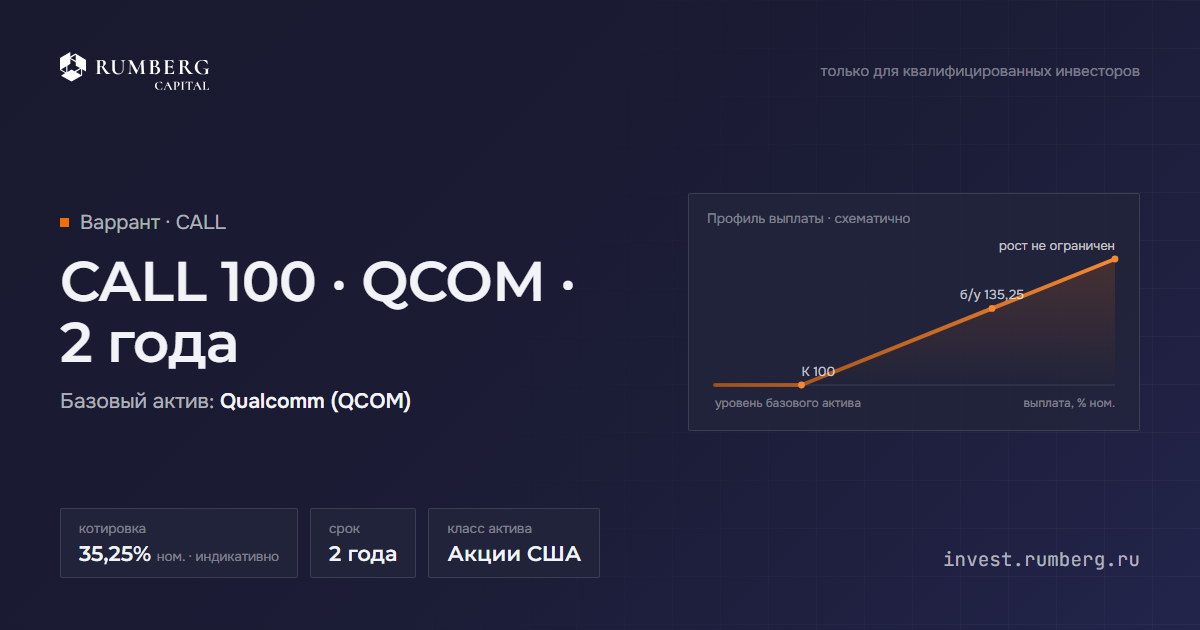 RUMBERG
CAPITAL
только для квалифицированных инвесторов
Варрант · CALL
CALL 100 · QCOM ·
2 года
Базовый актив: Qualcomm (QCOM)
Профиль выплаты · схематично
рост не ограничен
б/у 135,25
К 100
уровень базового актива
выплата, % ном.
котировка
35,25% ном. · индикативно
срок
2 года
класс актива
Акции США
invest.rumberg.ru